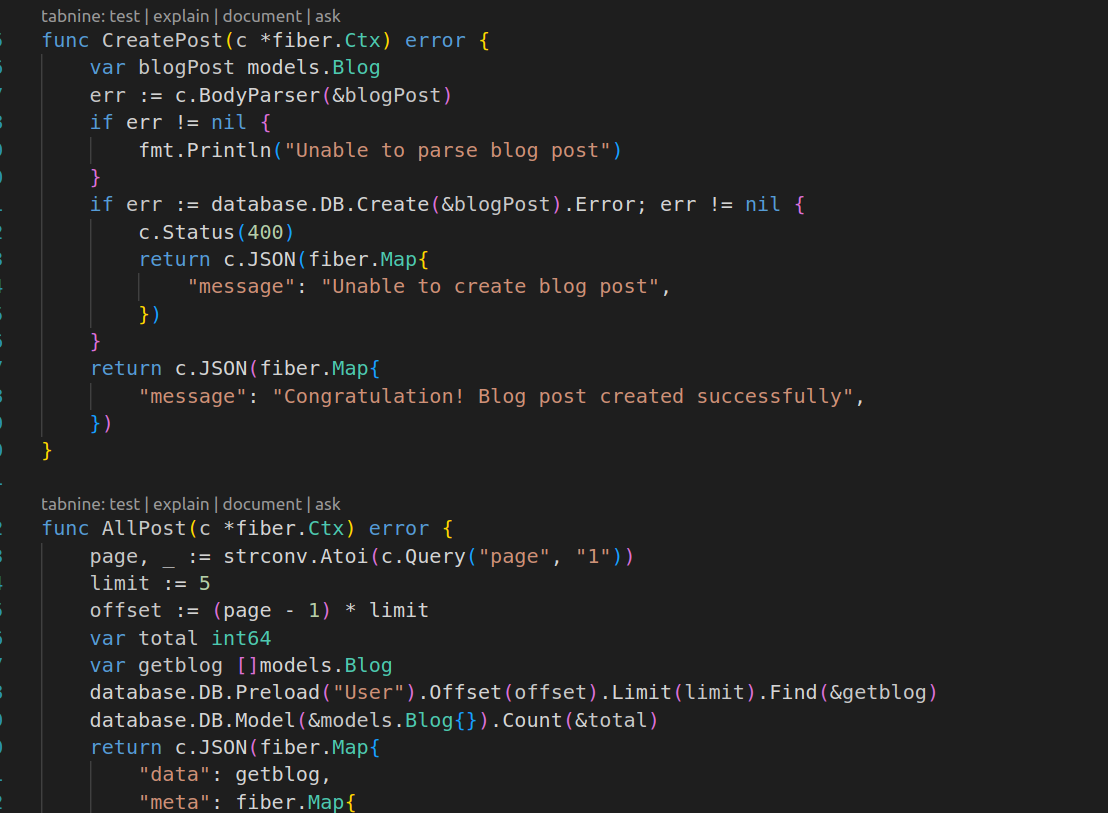 tabnine: test | explain | document | ask
func CreatePost(c *fiber.Ctx) error {
    var blogPost models.Blog
    err := c.BodyParser(&blogPost)
    if err != nil {
        fmt.Println("Unable to parse blog post")
    }
    if err := database.DB.Create(&blogPost).Error; err != nil {
        c.Status(400)
        return c.JSON(fiber.Map{
            "message": "Unable to create blog post",
        })
    }
    return c.JSON(fiber.Map{
        "message": "Congratulation! Blog post created successfully",
    })
}
tabnine: test | explain | document | ask
func AllPost(c *fiber.Ctx) error {
    page, _ := strconv.Atoi(c.Query("page", "1"))
    limit := 5
    offset := (page - 1) * limit
    var total int64
    var getblog []models.Blog
    database.DB.Preload("User").Offset(offset).Limit(limit).Find(&getblog)
    database.DB.Model(&models.Blog{}).Count(&total)
    return c.JSON(fiber.Map{
        "data": getblog,
        "meta": fiber.Map{